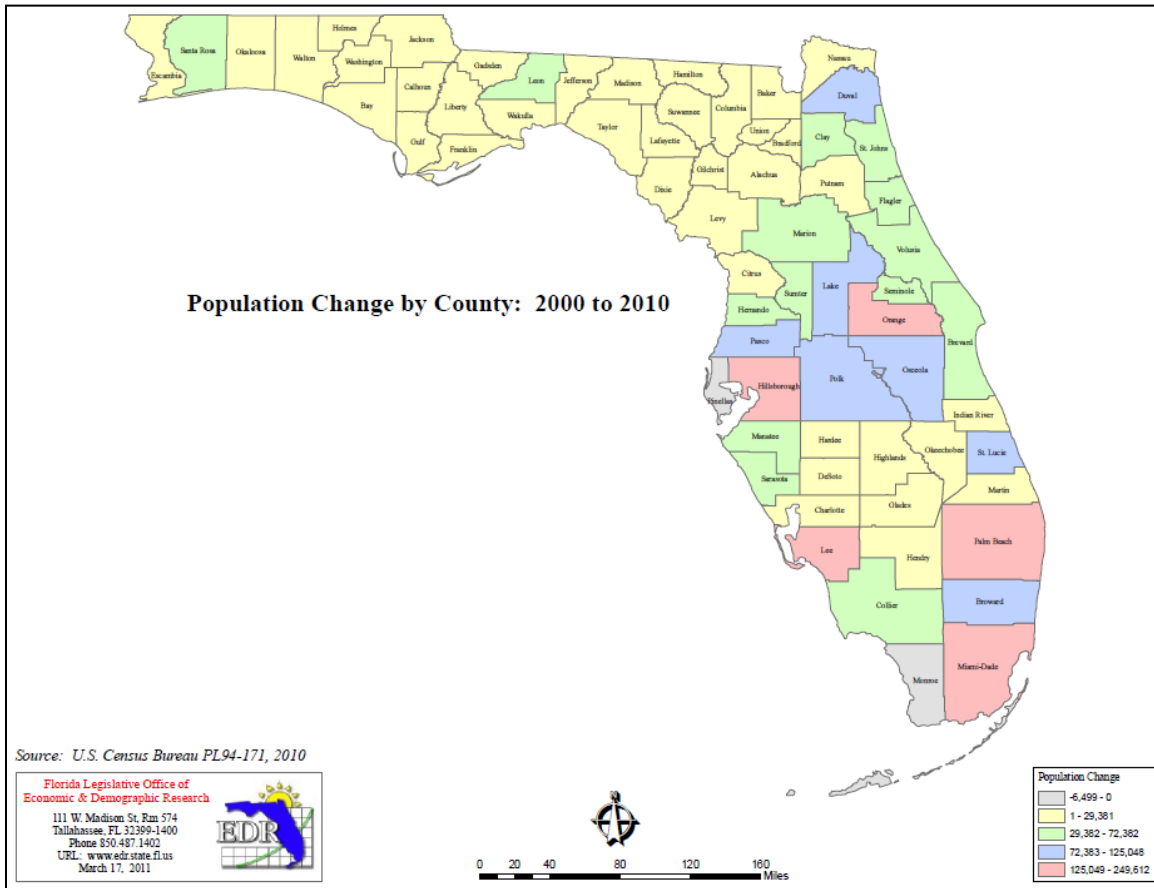 Holmes
Jackson
Santa Rosa
Okaloosa
Walton
Washington
Escambia
Calhoun
Bay
Liberty
Gulf
Franklin
Gadsden
Leon
Wakulla
Jefferson
Madison
Hamilton
Taylor
Suwannee
Lafayette
Columbia
Baker
Nassau
Duval
Union
Bradford
Clay
St. Johns
Gilchrist
Alachua
Putnam
Dixie
Flagler
Levy
Marion
Volusia
Citrus
Sumter
Lake
Seminole
Population Change by County: 2000 to 2010
Hernando
Orange
Brevard
Pasco
Osceola
Polk
Hillsborough
Pinellas
Indian River
Manatee
Hardee
Okeechobee
St. Lucie
Highlands
Sarasota
DeSoto
Martin
Charlotte
Glades
Palm Beach
Lee
Hendry
Collier
Broward
Miami-Dade
Monroe
Source: U.S. Census Bureau PL94-171, 2010
Florida Legislative Office of
Economic & Demographic Research
111 W. Madison St, Rm 574
Tallahassee, FL 32399-1400
Phone 850.487.1402
URL: www.edr.state.fl.us
March 17, 2011
EDR
N
0 20 40 80 120 160
Miles
Population Change
-6,499 - 0
1 - 29,381
29,382 - 72,382
72,383 - 125,048
125,049 - 249,612